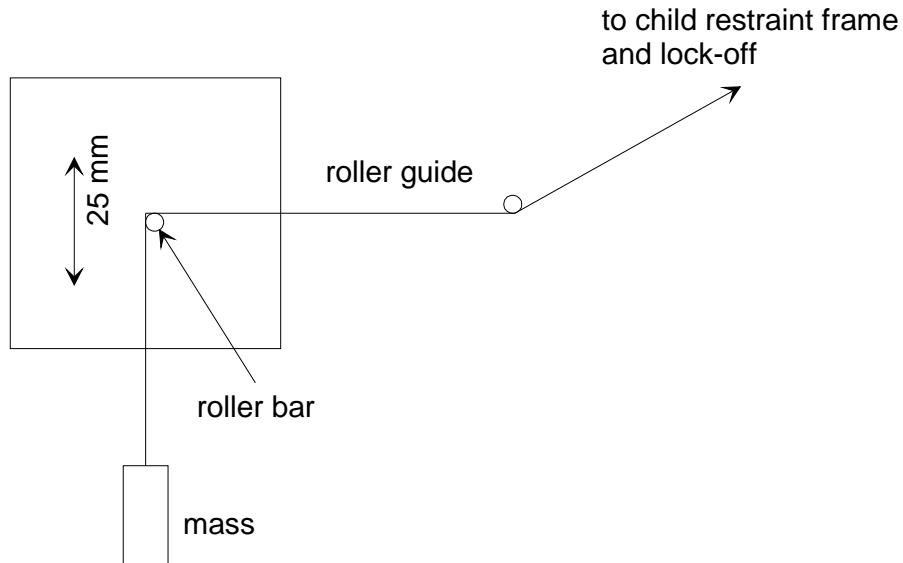 to child restraint frame
and lock-off
25 mm
roller guide
roller bar
mass